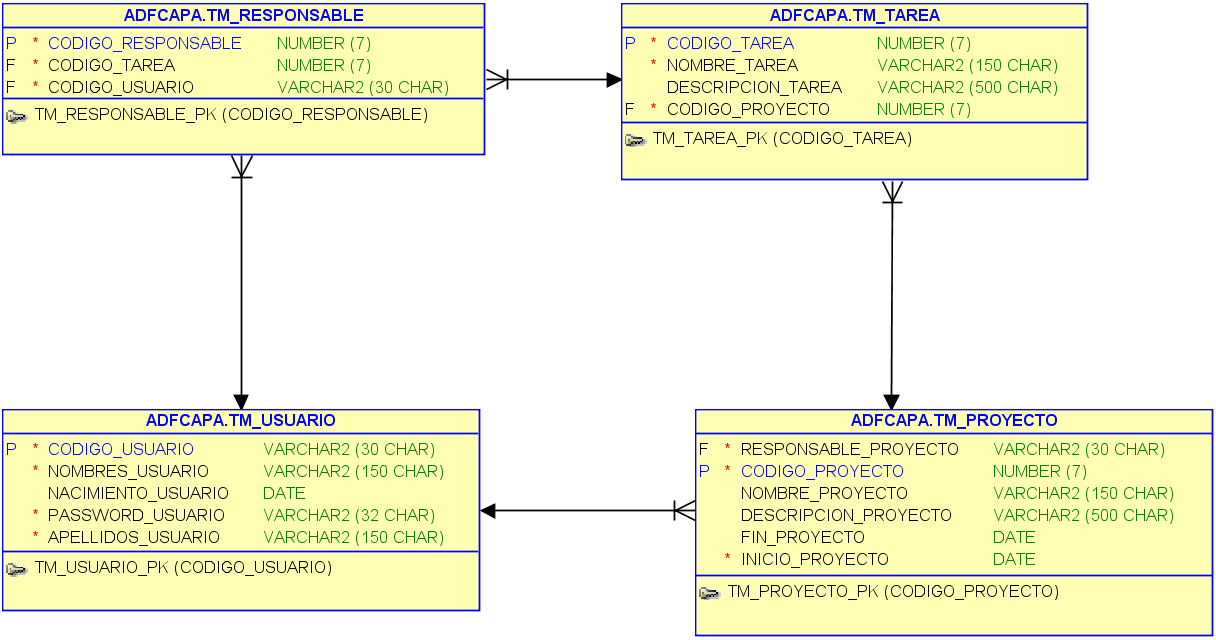 ADFCAPA.TM_RESPONSABLE
P * CODIGO_RESPONSABLE NUMBER (7)
F * CODIGO_TAREA NUMBER (7)
F * CODIGO_USUARIO VARCHAR2 (30 CHAR)
TM_RESPONSABLE_PK (CODIGO_RESPONSABLE)
ADFCAPA.TM_TAREA
P * CODIGO_TAREA NUMBER (7)
* NOMBRE_TAREA VARCHAR2 (150 CHAR)
DESCRIPCION_TAREA VARCHAR2 (500 CHAR)
F * CODIGO_PROYECTO NUMBER (7)
TM_TAREA_PK (CODIGO_TAREA)
ADFCAPA.TM_USUARIO
P * CODIGO_USUARIO VARCHAR2 (30 CHAR)
* NOMBRES_USUARIO VARCHAR2 (150 CHAR)
NACIMIENTO_USUARIO DATE
* PASSWORD_USUARIO VARCHAR2 (32 CHAR)
* APELLIDOS_USUARIO VARCHAR2 (150 CHAR)
TM_USUARIO_PK (CODIGO_USUARIO)
ADFCAPA.TM_PROYECTO
F * RESPONSABLE_PROYECTO VARCHAR2 (30 CHAR)
P * CODIGO_PROYECTO NUMBER (7)
NOMBRE_PROYECTO VARCHAR2 (150 CHAR)
DESCRIPCION_PROYECTO VARCHAR2 (500 CHAR)
FIN_PROYECTO DATE
* INICIO_PROYECTO DATE
TM_PROYECTO_PK (CODIGO_PROYECTO)